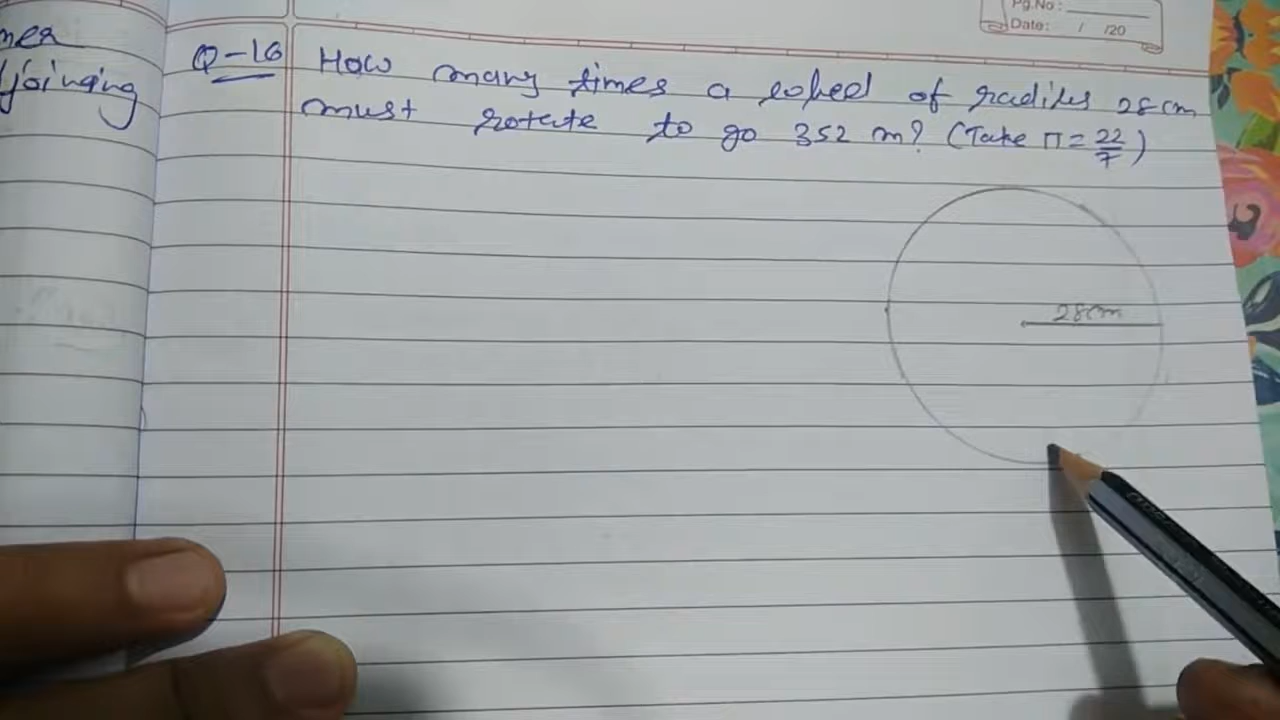 Pg.No:
Date: / /20
Q-16 How many times a wheel of radius 28cm
must rotate to go 352 m? (Take π = 22/7)
28cm